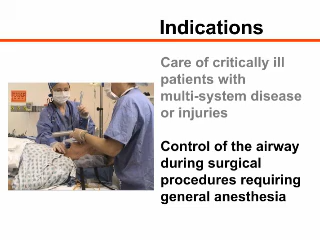 Indications
Care of critically ill
patients with
multi-system disease
or injuries
Control of the airway
during surgical
procedures requiring
general anesthesia